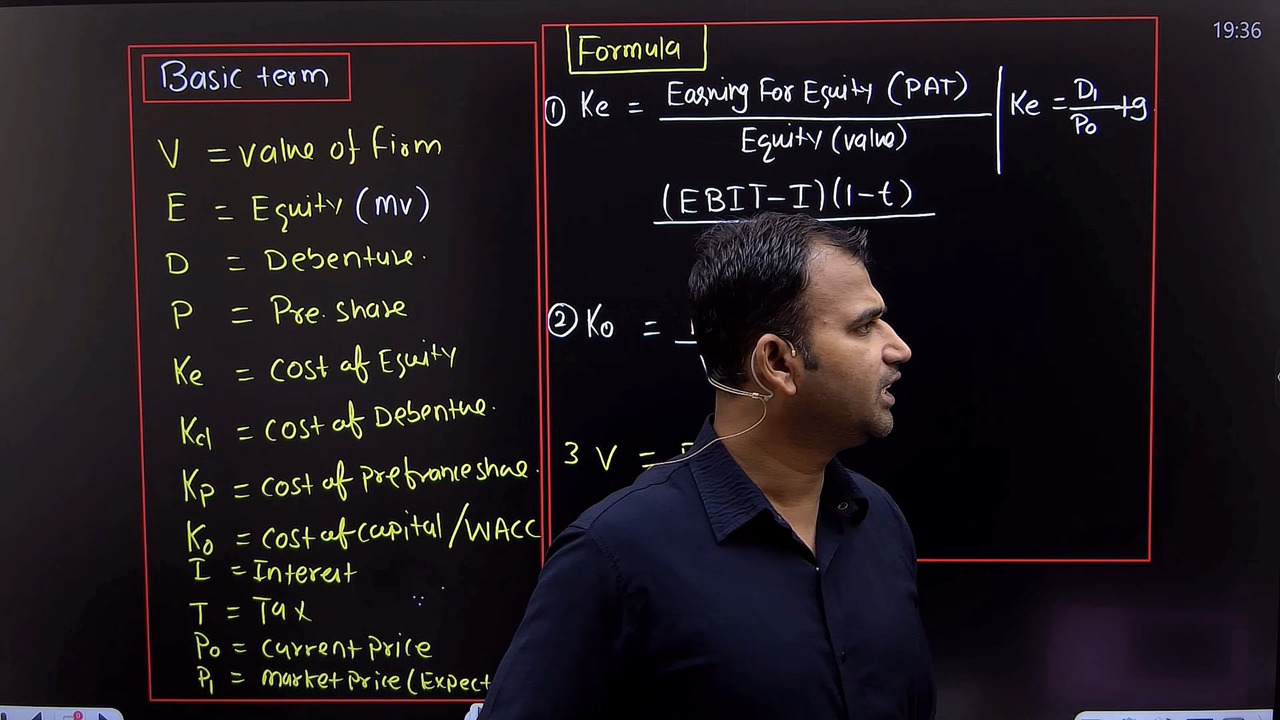 19:36
Basic term
V = value of firm
E = Equity (mv)
D = Debenture.
P = Pre. share
Ke = cost of Equity
Kd = cost of Debentue.
Kp = cost of prefrance shae.
Ko = cost of capital / WACC
I = Interest
T = Tax
Po = current price
P1 = market price (Expect
Formula
① Ke = Earning For Equity (PAT)
Equity (value)
Ke = D1
Po +g
(EBIT-I)(1-t)
② Ko =
3 V =